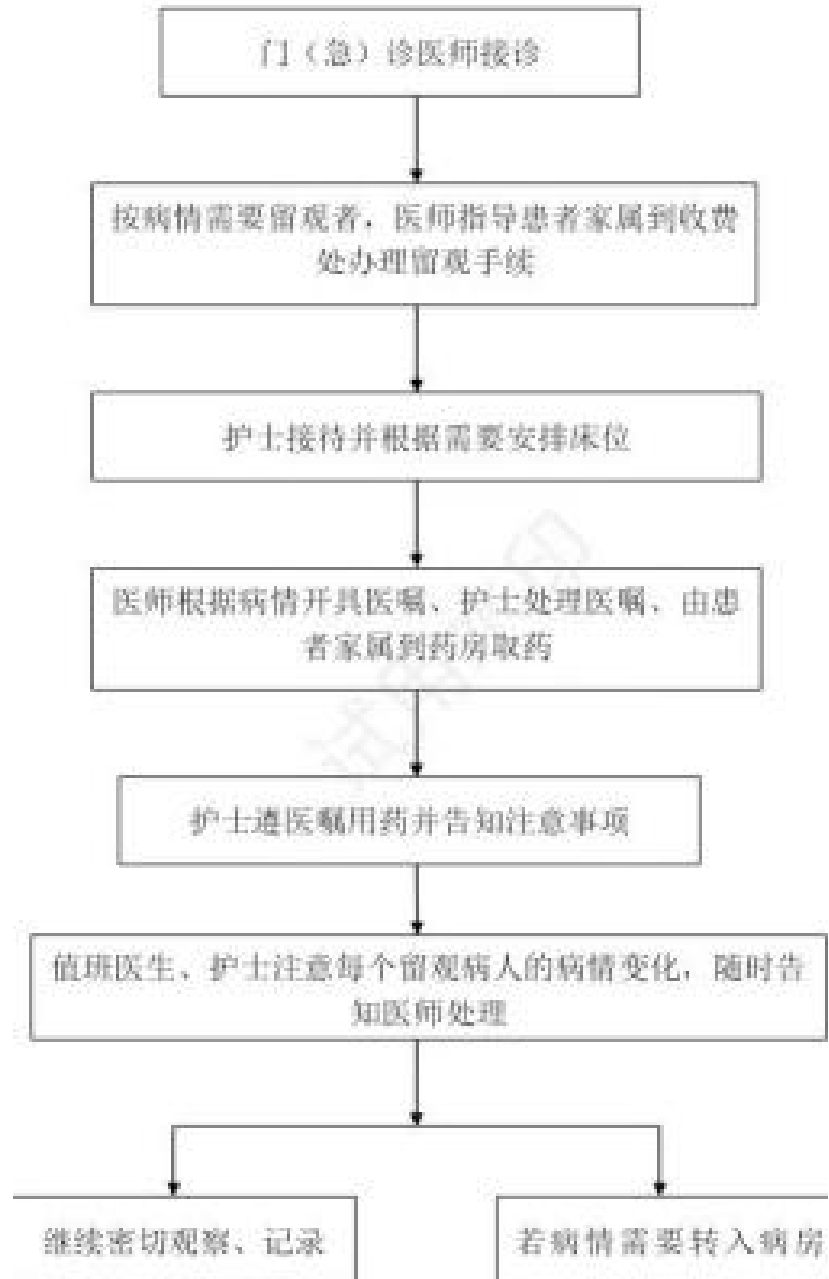 门（急）诊医师接诊
按病情需要留观者，医师指导患者家属到收费
处办理留观手续
护士接待并根据需要安排床位
医师根据病情开具医嘱、护士处理医嘱、由患
者家属到药房取药
护士遵医嘱用药并告知注意事项
值班医生、护士注意每个留观病人的病情变化，随时告
知医师处理
继续密切观察、记录
若病情需要转入病房